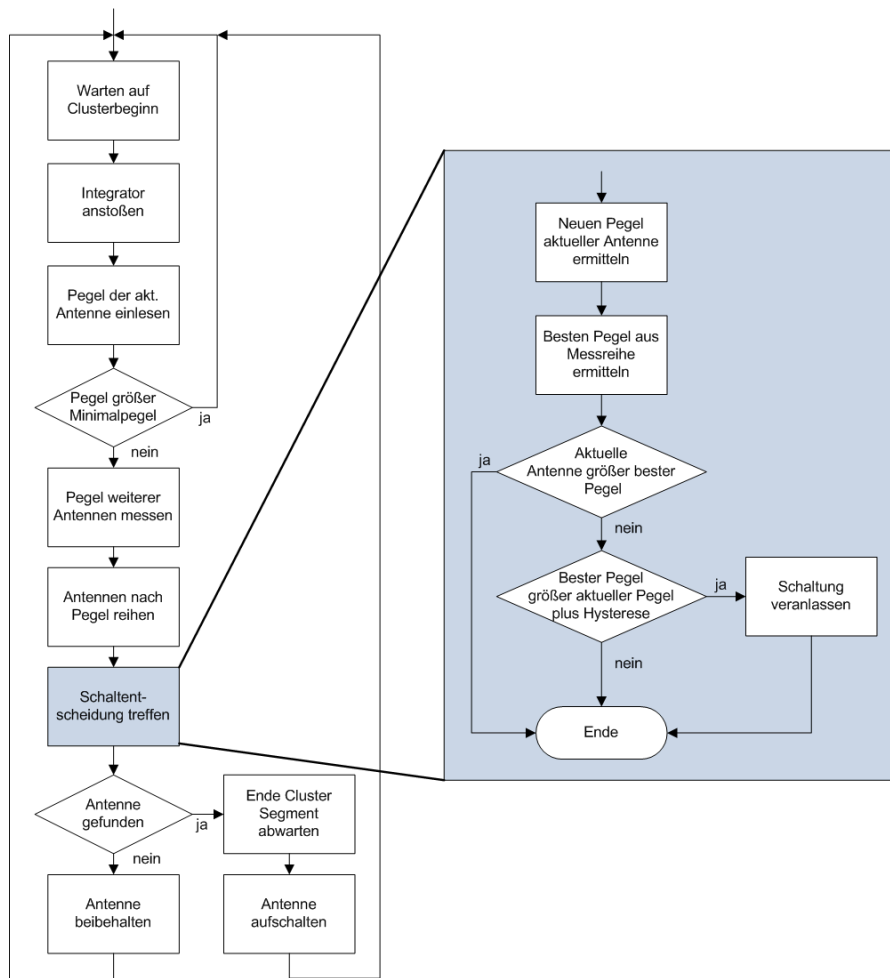 Warten auf
Clusterbeginn
Integrator
anstoßen
Pegel der akt.
Antenne einlesen
Pegel größer
Minimalpegel
ja
nein
Pegel weiterer
Antennen messen
Antennen nach
Pegel reihen
Schaltent-
scheidung treffen
Antenne
gefunden
ja
nein
Ende Cluster
Segment
abwarten
Antenne
beibehalten
Antenne
aufschalten
Neuen Pegel
aktueller Antenne
ermitteln
Besten Pegel aus
Messreihe
ermitteln
Aktuelle
Antenne größer bester
Pegel
ja
nein
Bester Pegel
größer aktueller Pegel
plus Hysterese
ja
nein
Schaltung
veranlassen
Ende